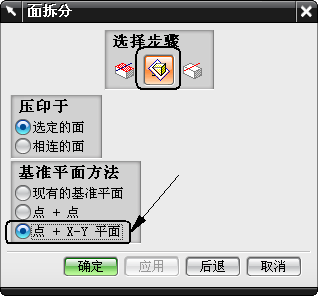 面拆分
选择步骤
压印于
选定的面
相连的面
基准平面方法
现有的基准平面
点 + 点
点 + X-Y 平面
确定
应用
后退
取消